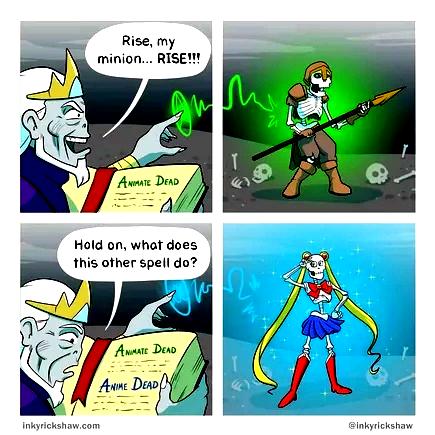 Rise, my
minion... RISE!!!
ANIMATE DEAD
Hold on, what does
this other spell do?
ANIMATE DEAD
ANIME DEAD
inkyrickshaw.com
@inkyrickshaw